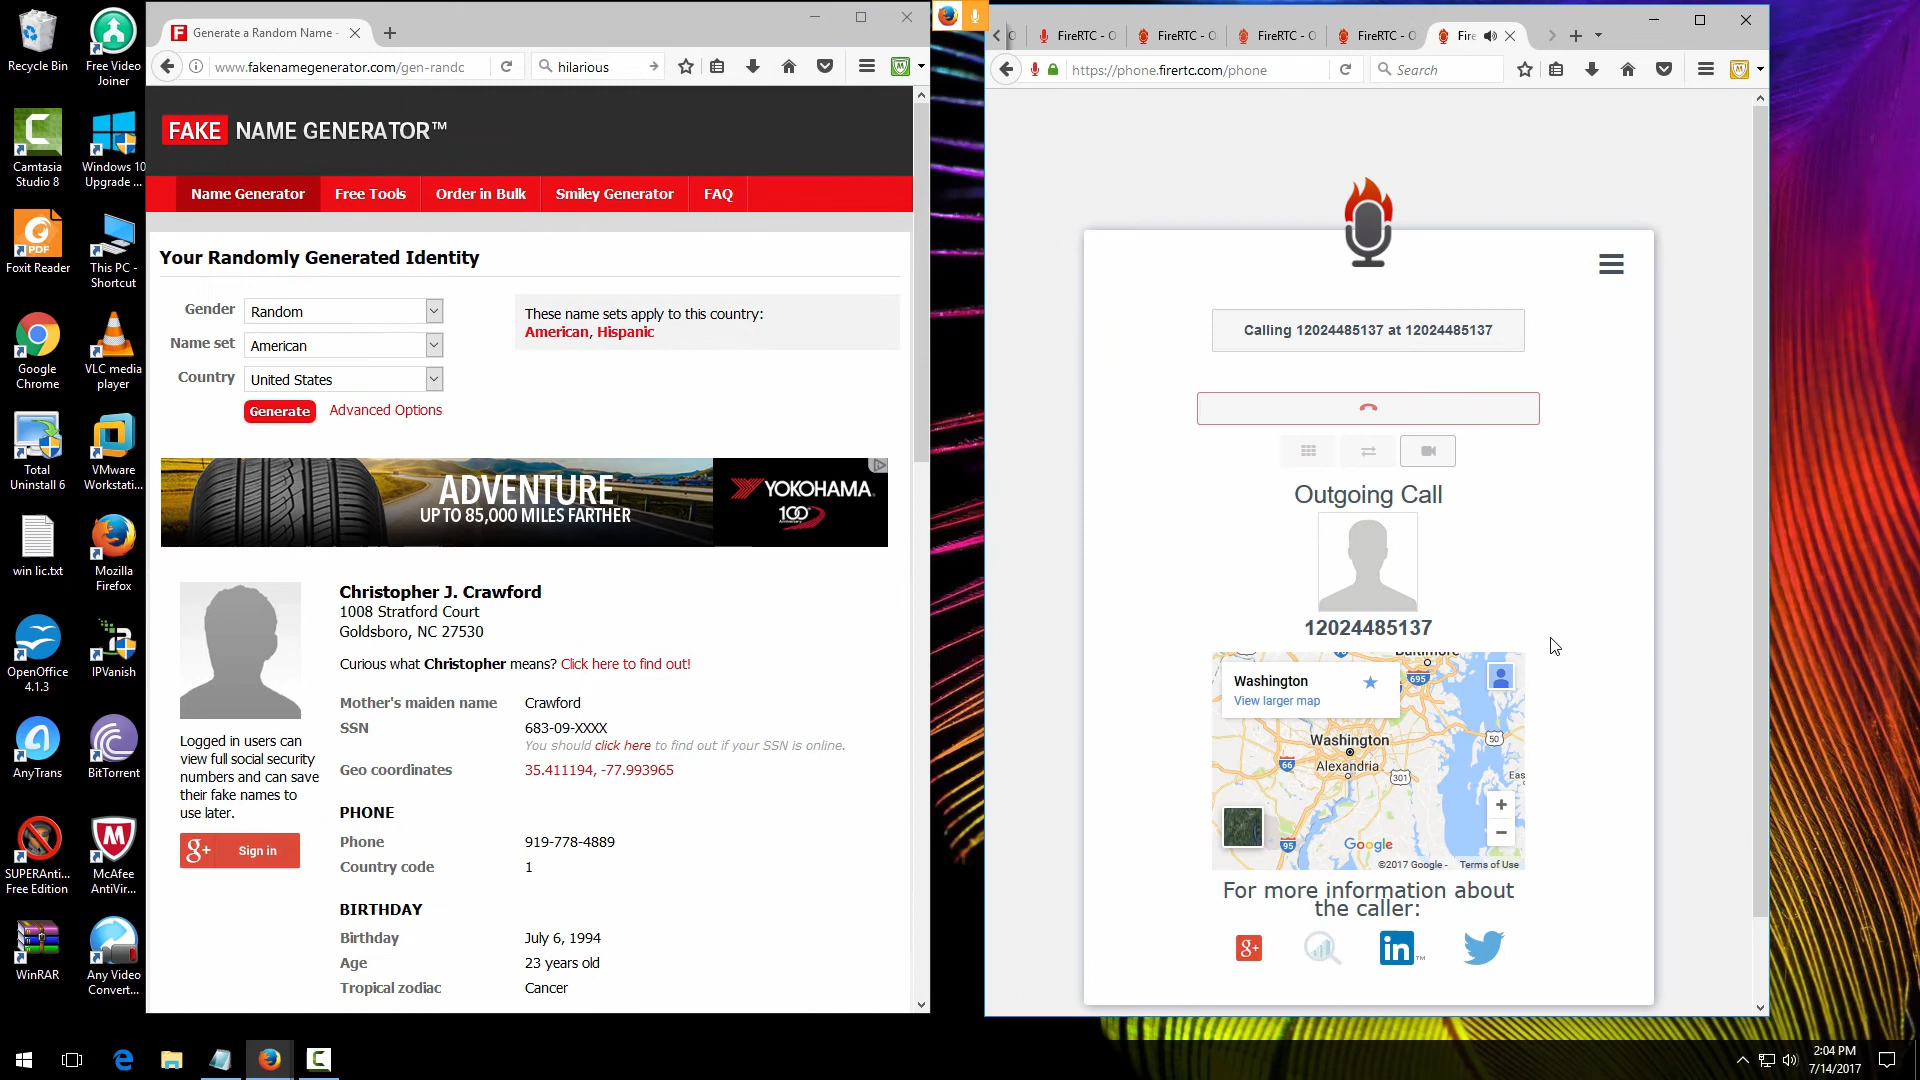 Recycle Bin
Free Video
Joiner
Camtasia
Studio 8
Windows 10
Upgrade ...
PDF
Foxit Reader
This PC -
Shortcut
Google
Chrome
VLC media
player
Total
Uninstall 6
VMware
Workstati...
win lic.txt
Mozilla
Firefox
OpenOffice
4.1.3
IPVanish
AnyTrans
BitTorrent
SUPERAnti...
Free Edition
McAfee
AntiVir...
WinRAR
Any Video
Convert...
Generate a Random Name -
www.fakenamegenerator.com/gen-randc
hilarious
FAKE NAME GENERATOR™
Name Generator
Free Tools
Order in Bulk
Smiley Generator
FAQ
Your Randomly Generated Identity
Gender
Random
Name set
American
Country
United States
Generate
Advanced Options
These name sets apply to this country:
American, Hispanic
ADVENTURE
UP TO 85,000 MILES FARTHER
YOKOHAMA
100
Christopher J. Crawford
1008 Stratford Court
Goldsboro, NC 27530
Curious what Christopher means? Click here to find out!
Mother's maiden name Crawford
SSN 683-09-XXXX
You should click here to find out if your SSN is online.
Geo coordinates 35.411194, -77.993965
Logged in users can
view full social security
numbers and can save
their fake names to
use later.
g+ Sign in
PHONE
Phone 919-778-4889
Country code 1
BIRTHDAY
Birthday July 6, 1994
Age 23 years old
Tropical zodiac Cancer
FireRTC - O
FireRTC - O
FireRTC - O
FireRTC - O
Fire
https://phone.firertc.com/phone
Search
Calling 12024485137 at 12024485137
Outgoing Call
12024485137
Washington
View larger map
Baltimore
695
50
Washington
66
Alexandria
301
Eas
95
Google
©2017 Google -
Terms of Use
+
−
For more information about
the caller:
g+
in™
2:04 PM
7/14/2017